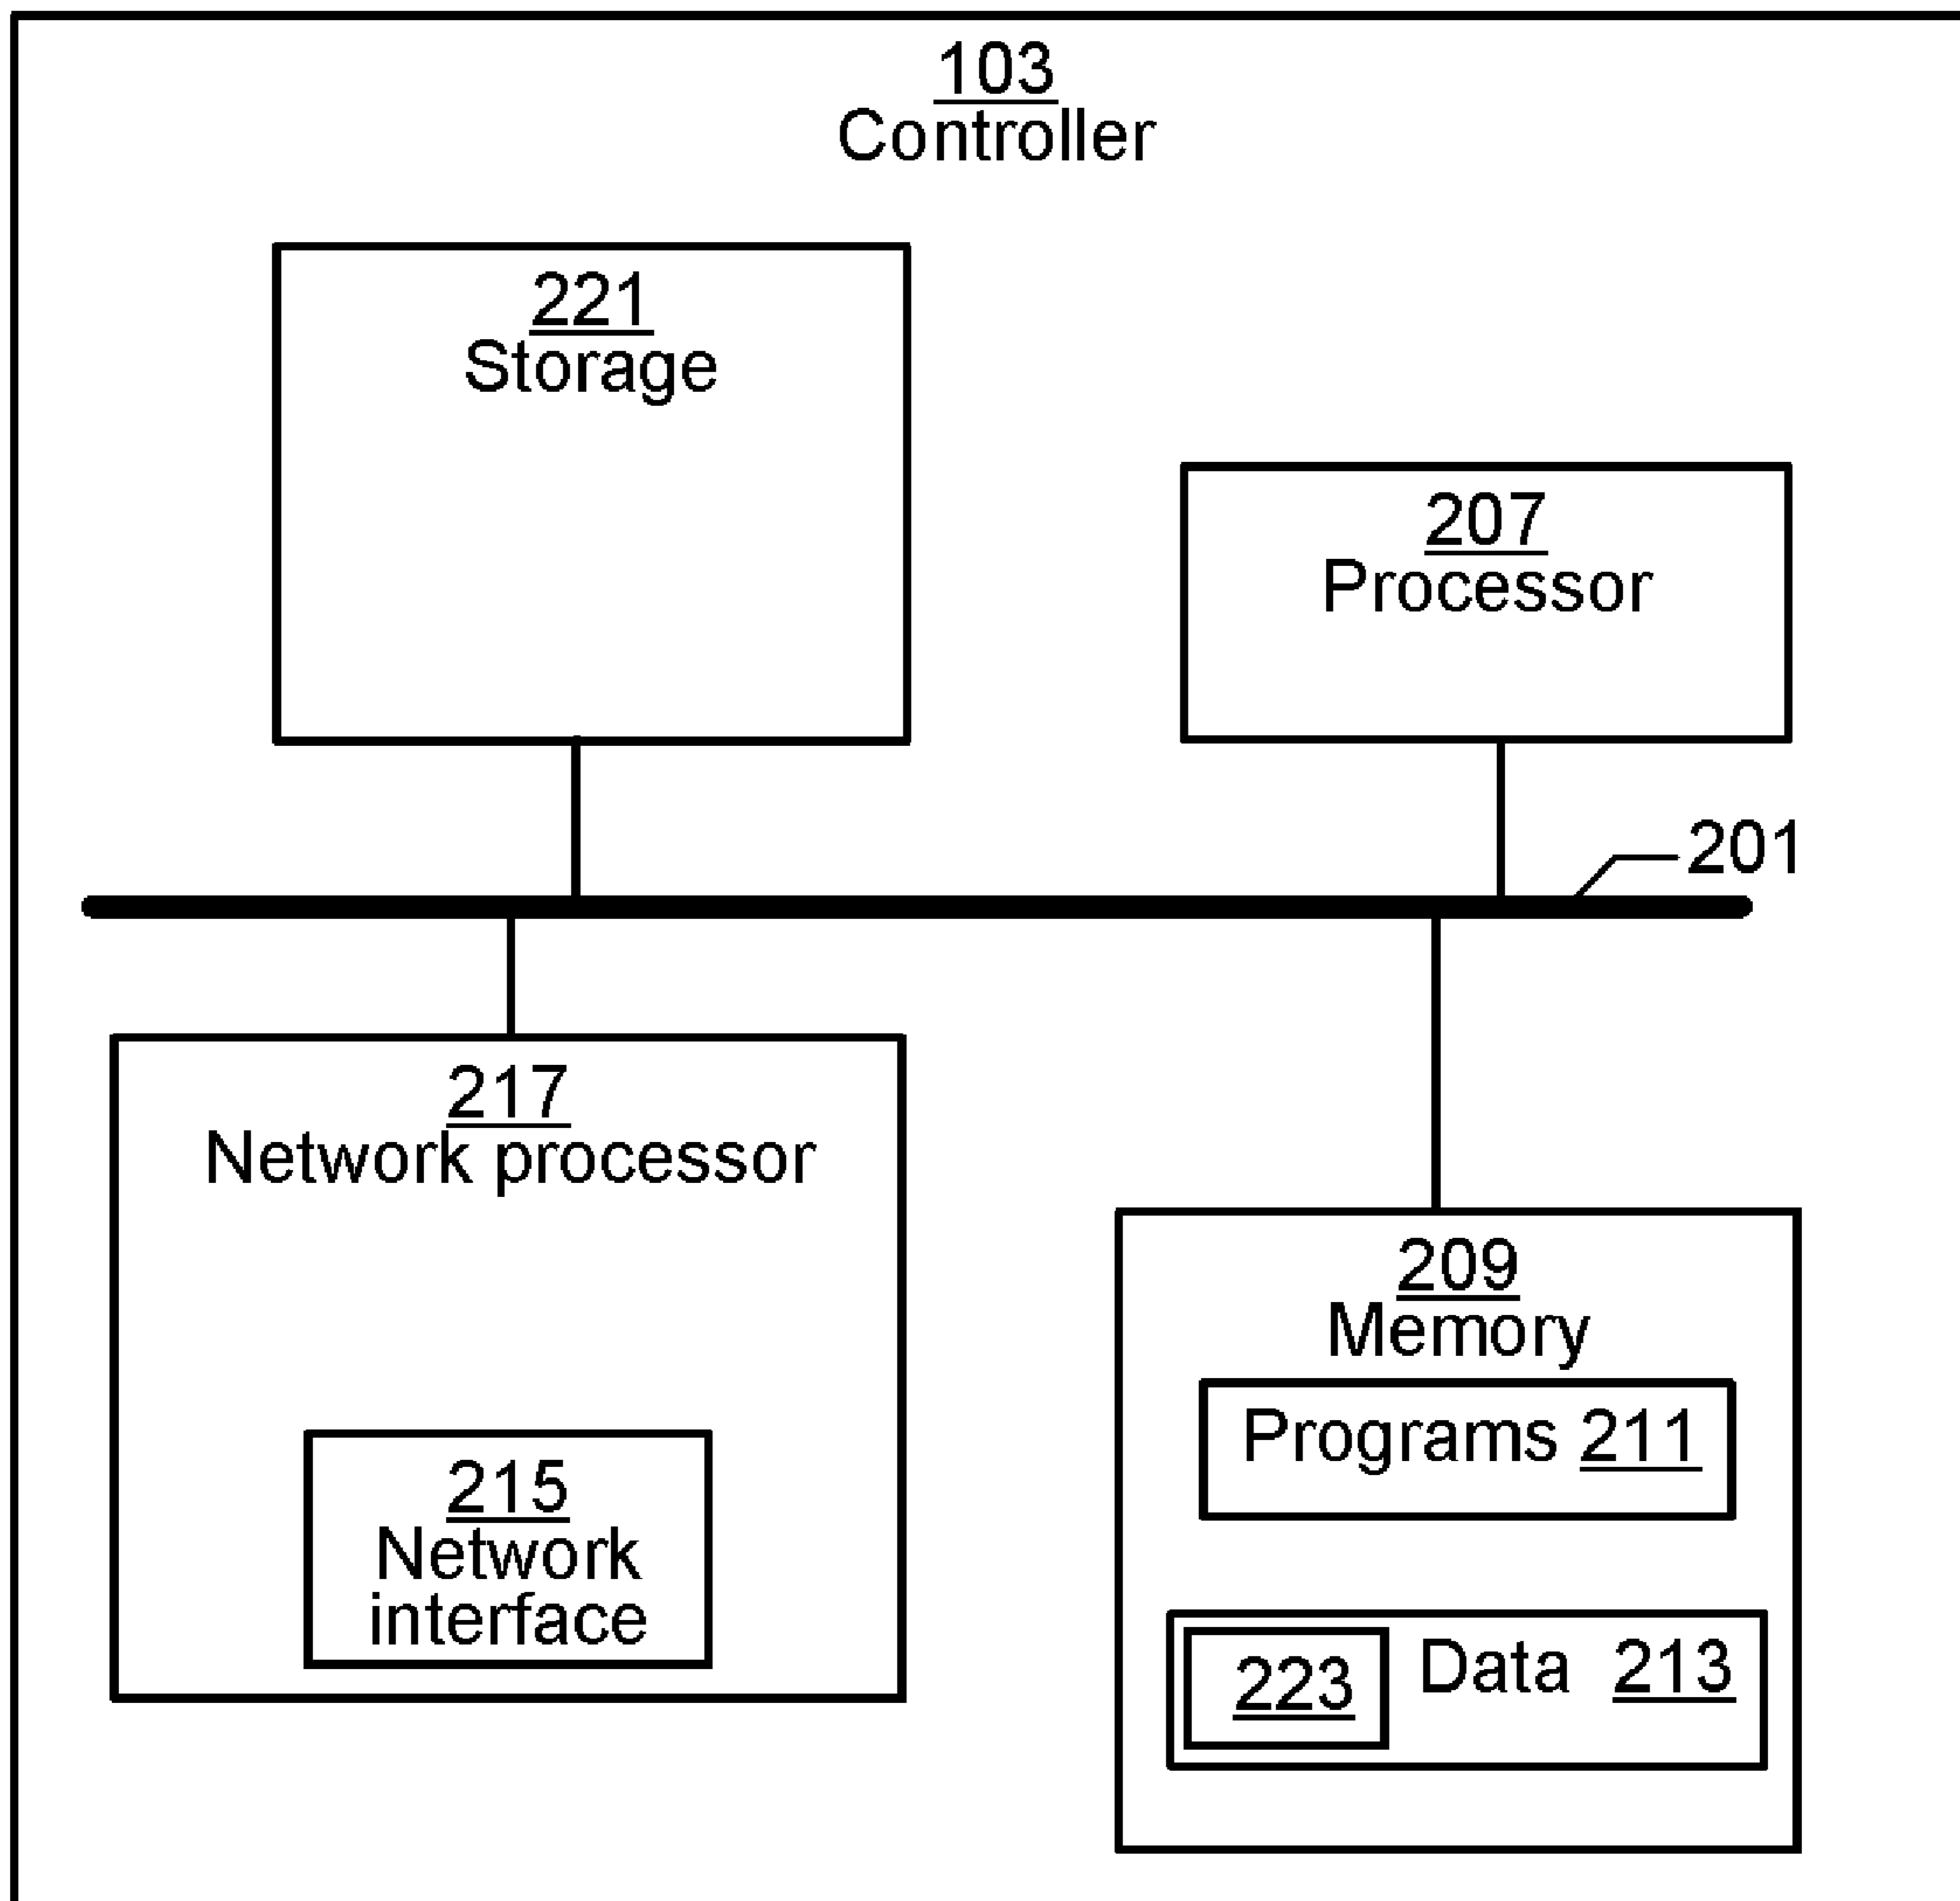 103
Controller
221
Storage
207
Processor
201
217
Network processor
209
Memory
Programs 211
215
Network
interface
223 Data 213